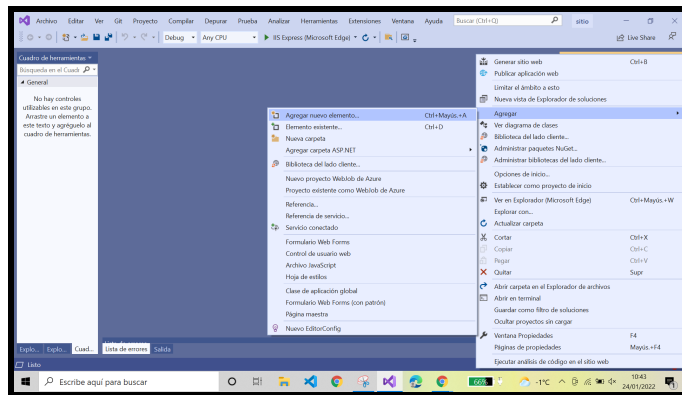 Archivo Editar Ver Git Proyecto Compilar Depurar Prueba Analizar Herramientas Extensiones Ventana Ayuda Buscar (Ctrl+Q) sitio
Debug Any CPU IIS Express (Microsoft Edge) Live Share
Cuadro de herramientas
Búsqueda en el Cuadr
General
No hay controles
utilizables en este grupo.
Arrastre un elemento a
este texto y agréguelo al
cuadro de herramientas.
Agregar nuevo elemento... Ctrl+Mayús.+A
Elemento existente... Ctrl+D
Nueva carpeta
Agregar carpeta ASP.NET
Biblioteca del lado cliente...
Nuevo proyecto WebJob de Azure
Proyecto existente como WebJob de Azure
Referencia...
Referencia de servicio...
Servicio conectado
Formulario Web Forms
Control de usuario web
Archivo JavaScript
Hoja de estilos
Clase de aplicación global
Formulario Web Forms (con patrón)
Página maestra
Nuevo EditorConfig
Generar sitio web Ctrl+B
Publicar aplicación web
Limitar el ámbito a esto
Nueva vista de Explorador de soluciones
Agregar
Ver diagrama de clases
Biblioteca del lado cliente...
Administrar paquetes NuGet...
Administrar bibliotecas del lado cliente...
Opciones de inicio...
Establecer como proyecto de inicio
Ver en Explorador (Microsoft Edge) Ctrl+Mayús.+W
Explorar con...
Actualizar carpeta
Cortar Ctrl+X
Copiar Ctrl+C
Pegar Ctrl+V
Quitar Supr
Abrir carpeta en el Explorador de archivos
Abrir en terminal
Guardar como filtro de soluciones
Ocultar proyectos sin cargar
Ventana Propiedades F4
Páginas de propiedades Mayús.+F4
Ejecutar análisis de código en el sitio web
Explo... Explo... Cuad... Lista de errores Salida
Listo
Escribe aquí para buscar 66% -1°C 10:43
24/01/2022